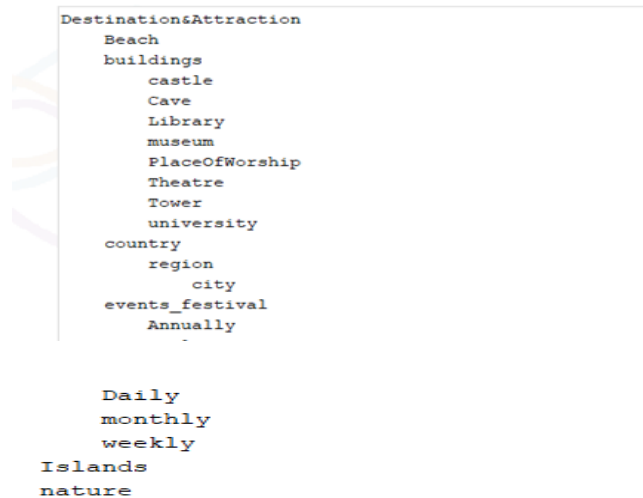 Destination&Attraction
Beach
buildings
castle
Cave
Library
museum
PlaceOfWorship
Theatre
Tower
university
country
region
city
events_festival
Annually
Daily
monthly
weekly
Islands
nature